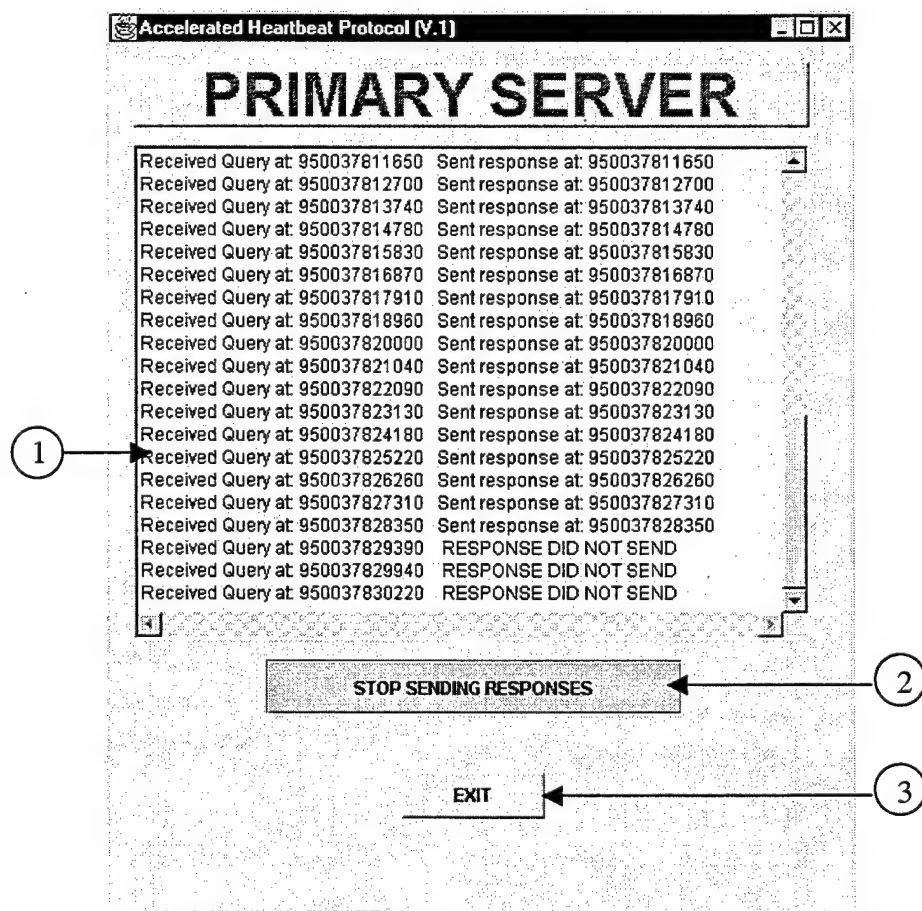 Accelerated Heartbeat Protocol (V.1)
PRIMARY SERVER
Received Query at: 950037811650 Sent response at: 950037811650
Received Query at: 950037812700 Sent response at: 950037812700
Received Query at: 950037813740 Sent response at: 950037813740
Received Query at: 950037814780 Sent response at: 950037814780
Received Query at: 950037815830 Sent response at: 950037815830
Received Query at: 950037816870 Sent response at: 950037816870
Received Query at: 950037817910 Sent response at: 950037817910
Received Query at: 950037818960 Sent response at: 950037818960
Received Query at: 950037820000 Sent response at: 950037820000
Received Query at: 950037821040 Sent response at: 950037821040
Received Query at: 950037822090 Sent response at: 950037822090
Received Query at: 950037823130 Sent response at: 950037823130
Received Query at: 950037824180 Sent response at: 950037824180
1
Received Query at: 950037825220 Sent response at: 950037825220
Received Query at: 950037826260 Sent response at: 950037826260
Received Query at: 950037827310 Sent response at: 950037827310
Received Query at: 950037828350 Sent response at: 950037828350
Received Query at: 950037829390 RESPONSE DID NOT SEND
Received Query at: 950037829940 RESPONSE DID NOT SEND
Received Query at: 950037830220 RESPONSE DID NOT SEND
STOP SENDING RESPONSES
2
EXIT
3